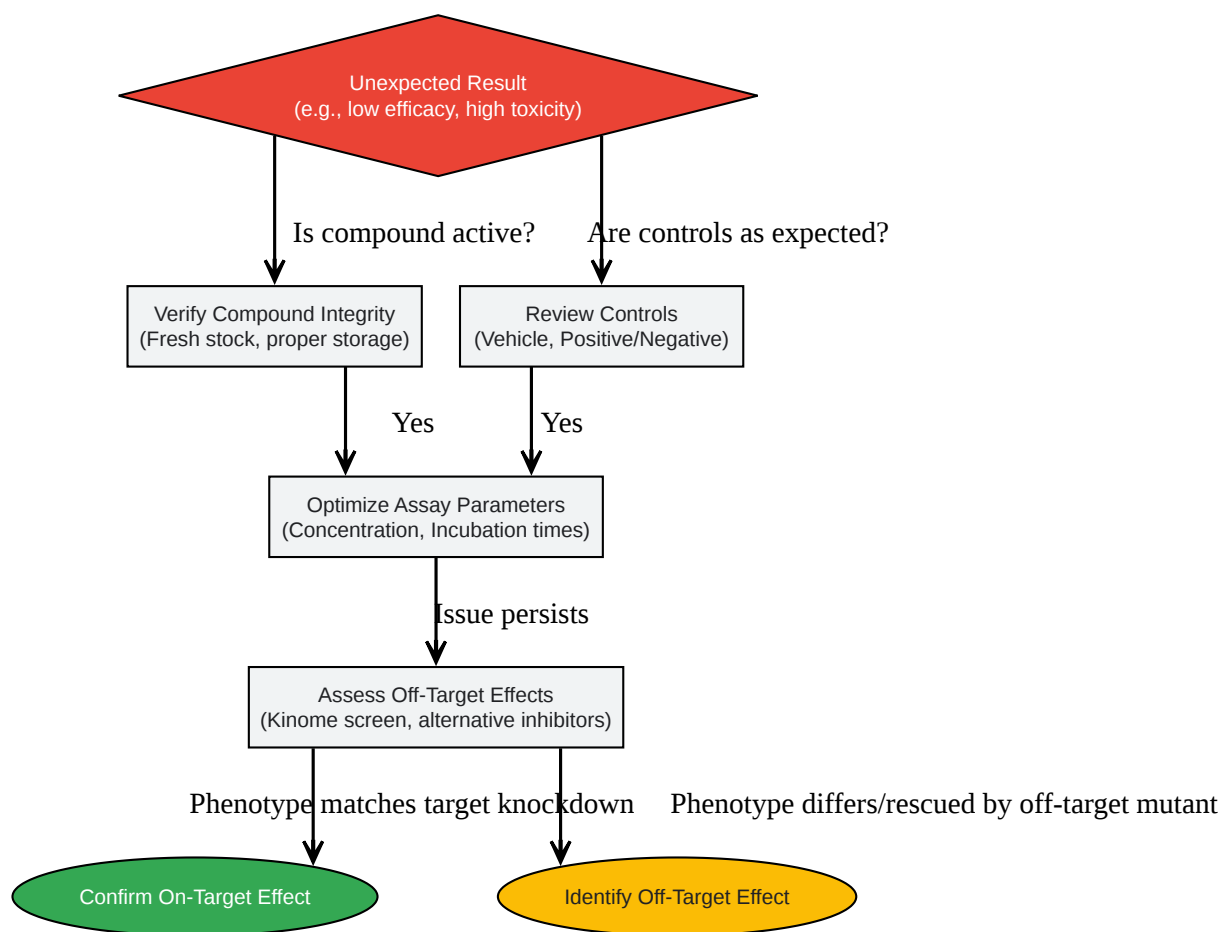 Unexpected Result
(e.g., low efficacy, high toxicity)
Is compound active?
Are controls as expected?
Verify Compound Integrity
(Fresh stock, proper storage)
Review Controls
(Vehicle, Positive/Negative)
Yes
Yes
Optimize Assay Parameters
(Concentration, Incubation times)
Issue persists
Assess Off-Target Effects
(Kinome screen, alternative inhibitors)
Phenotype matches target knockdown
Phenotype differs/rescued by off-target mutant
Confirm On-Target Effect
Identify Off-Target Effect